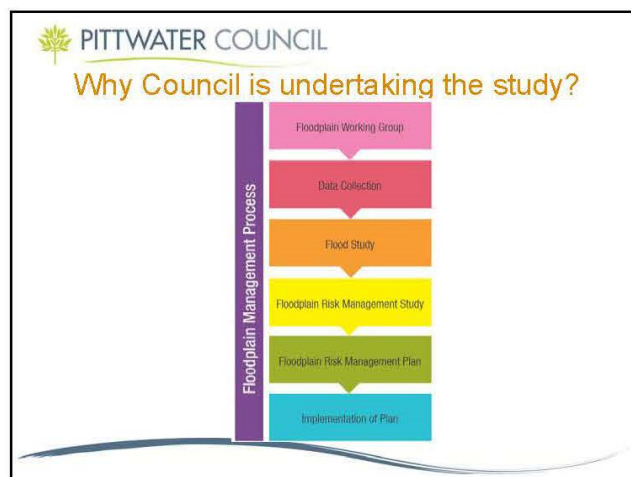 PITTWATER COUNCIL
Why Council is undertaking the study?
Floodplain Management Process
Floodplain Working Group
Data Collection
Flood Study
Floodplain Risk Management Study
Floodplain Risk Management Plan
Implementation of Plan